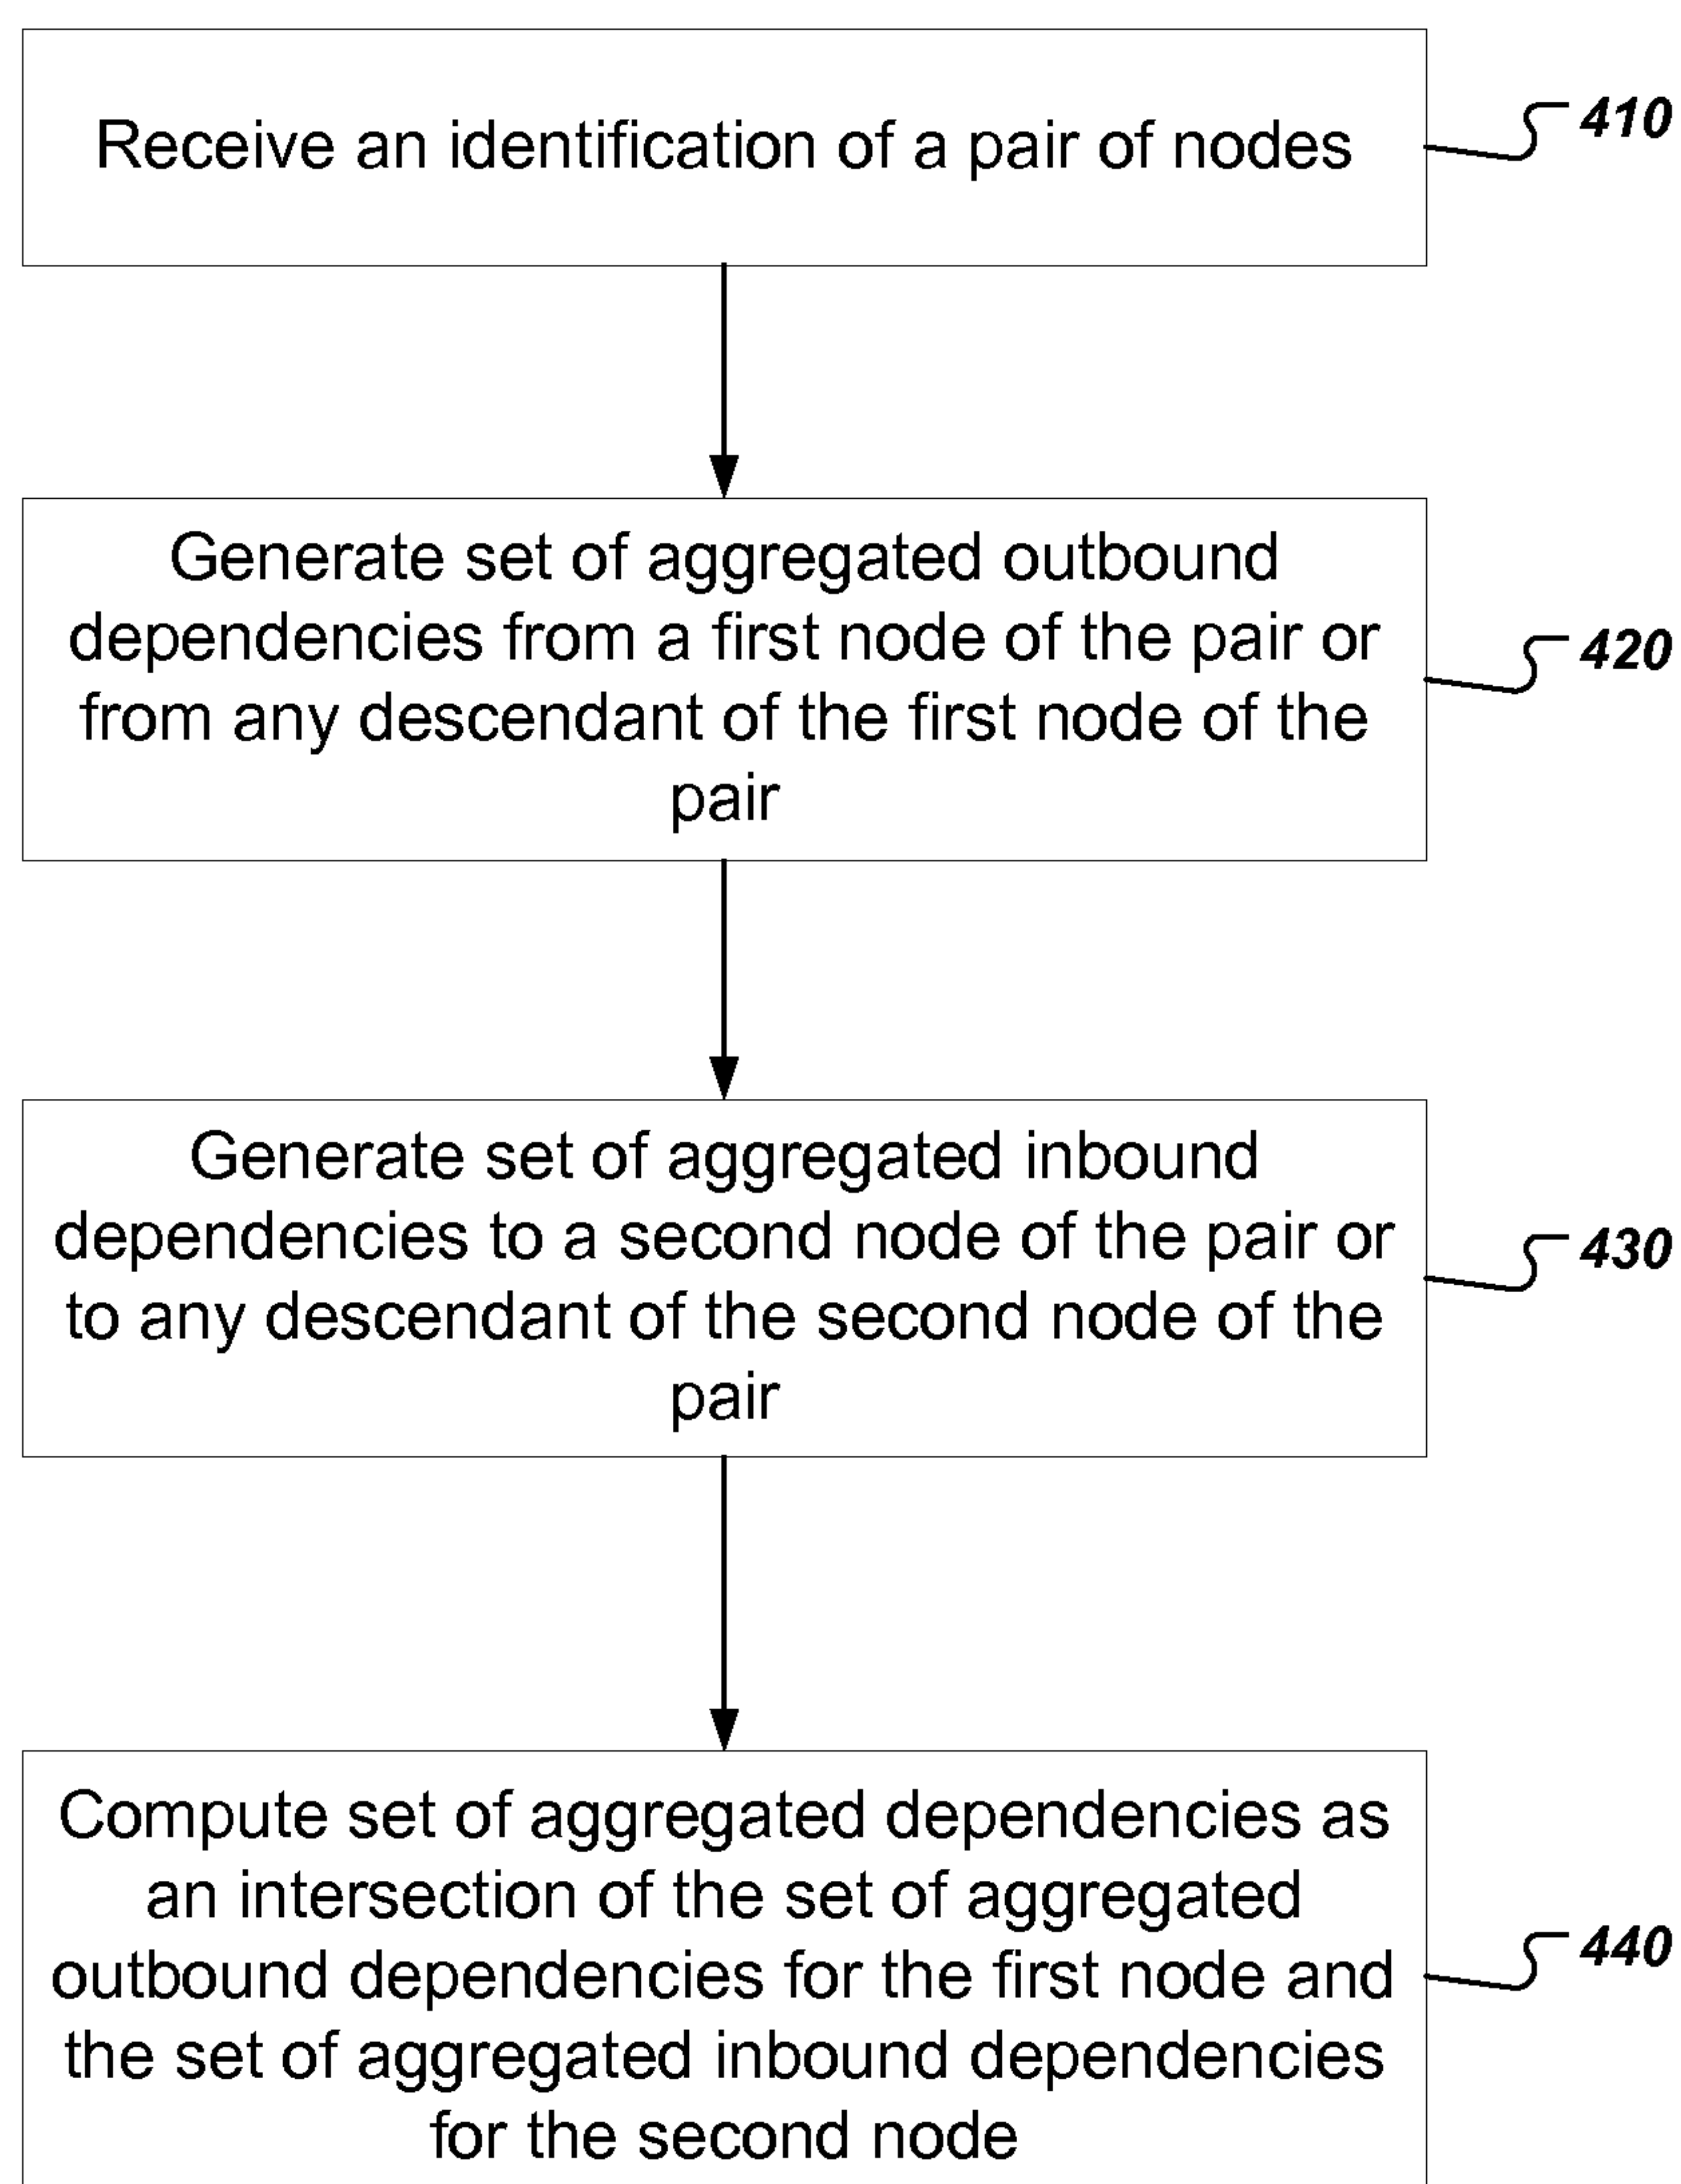 Receive an identification of a pair of nodes
410
Generate set of aggregated outbound
dependencies from a first node of the pair or
from any descendant of the first node of the
pair
420
Generate set of aggregated inbound
dependencies to a second node of the pair or
to any descendant of the second node of the
pair
430
Compute set of aggregated dependencies as
an intersection of the set of aggregated
outbound dependencies for the first node and
the set of aggregated inbound dependencies
for the second node
440